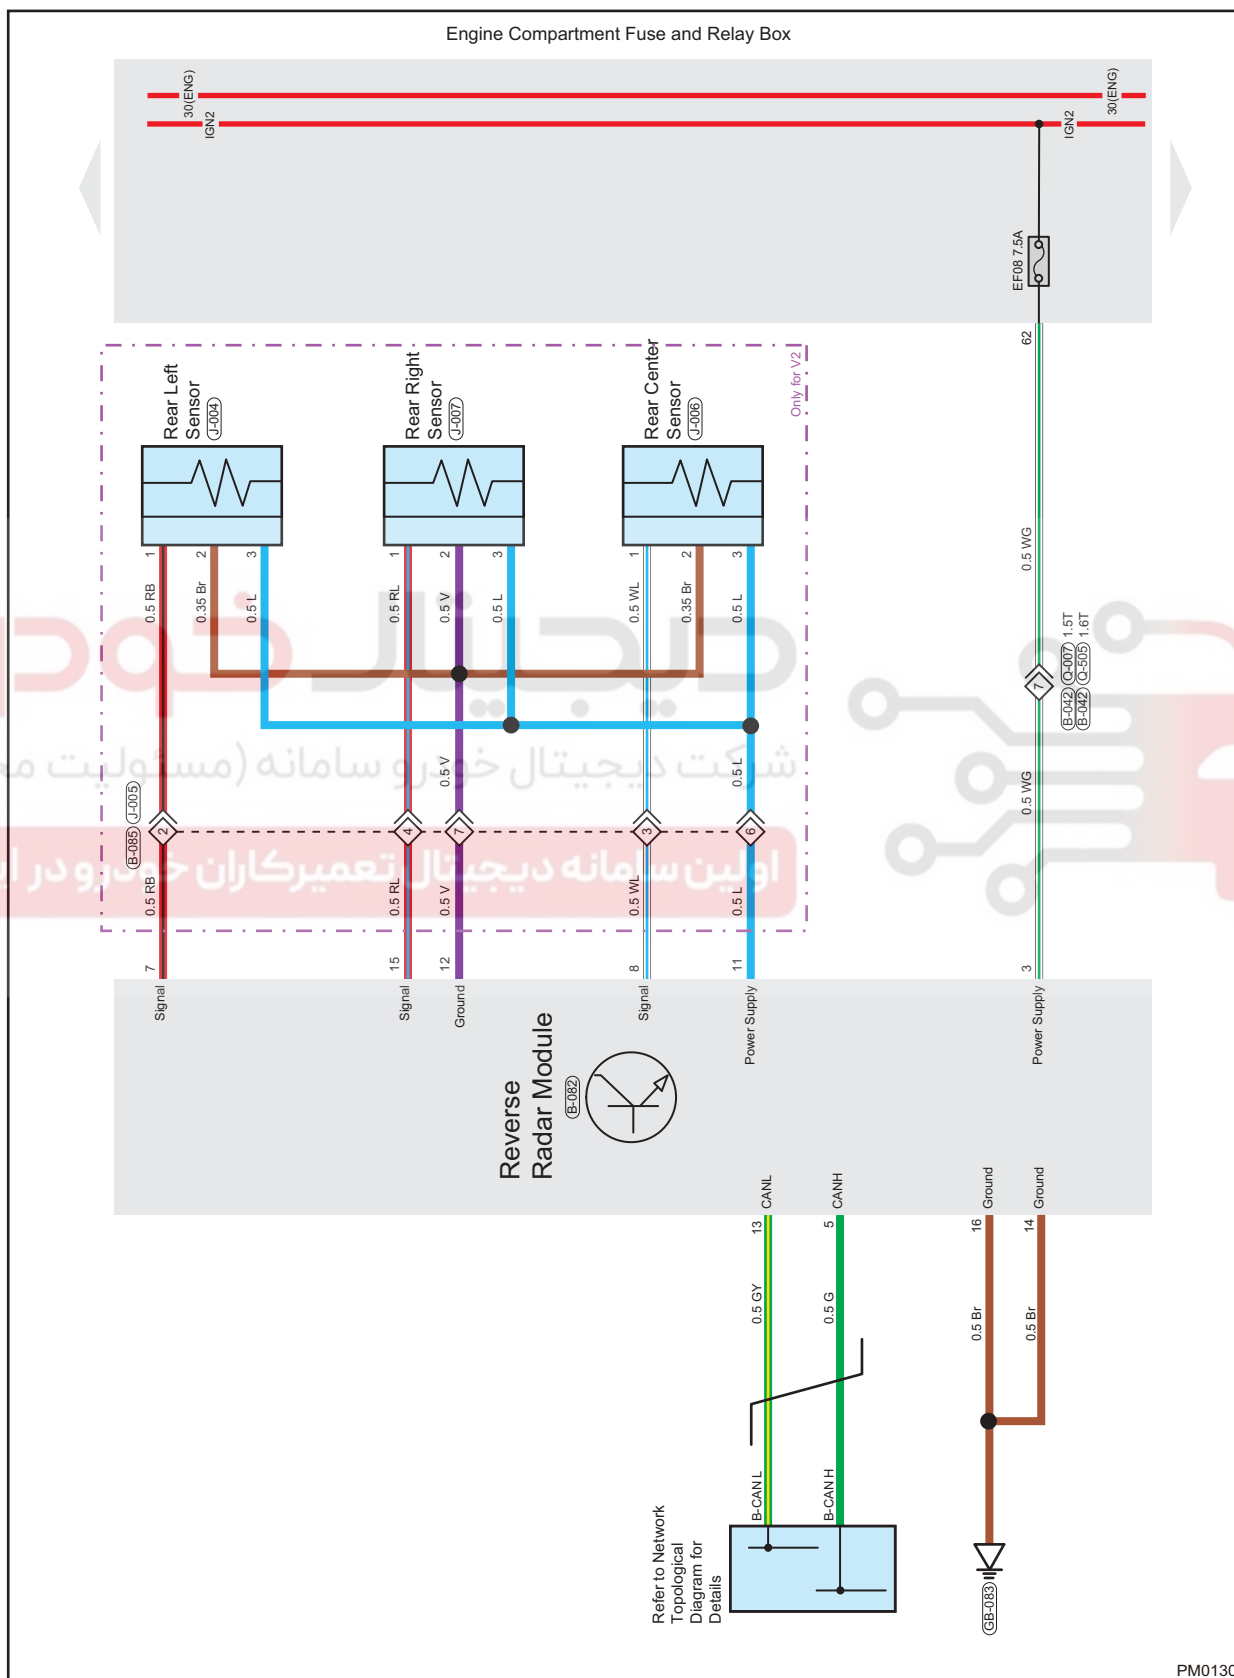 Engine Compartment Fuse and Relay Box
30(ENG)
30(ENG)
IGN2
IGN2
EF08 7.5A
62
Only for V2
Rear Left
Sensor
J-004
Rear Right
Sensor
J-007
Rear Center
Sensor
J-006
1
2
3
1
2
3
1
2
3
0.5 RB
0.35 Br
0.5 L
0.5 RL
0.5 V
0.5 L
0.5 WL
0.35 Br
0.5 L
0.5 WG
دیجیتال خودرو
7
B-042 Q-007 1.5T
B-042 Q-505 1.6T
شرکت دیجیتال خودرو سامانه (مسئولیت
0.5 V
0.5 L
0.5 WG
B-085 J-005
2
4
7
3
6
اولین سامانه دیجیتال تعمیرکاران خودرو در
0.5 RB
0.5 RL
0.5 V
0.5 WL
0.5 L
7
15
12
8
11
3
Signal
Signal
Ground
Signal
Power Supply
Power Supply
Reverse
Radar Module
B-082
CANL
CANH
Ground
Ground
13
5
16
14
0.5 GY
0.5 G
0.5 Br
0.5 Br
B-CAN L
B-CAN H
Refer to Network
Topological
Diagram for
Details
GB-083
PM0130